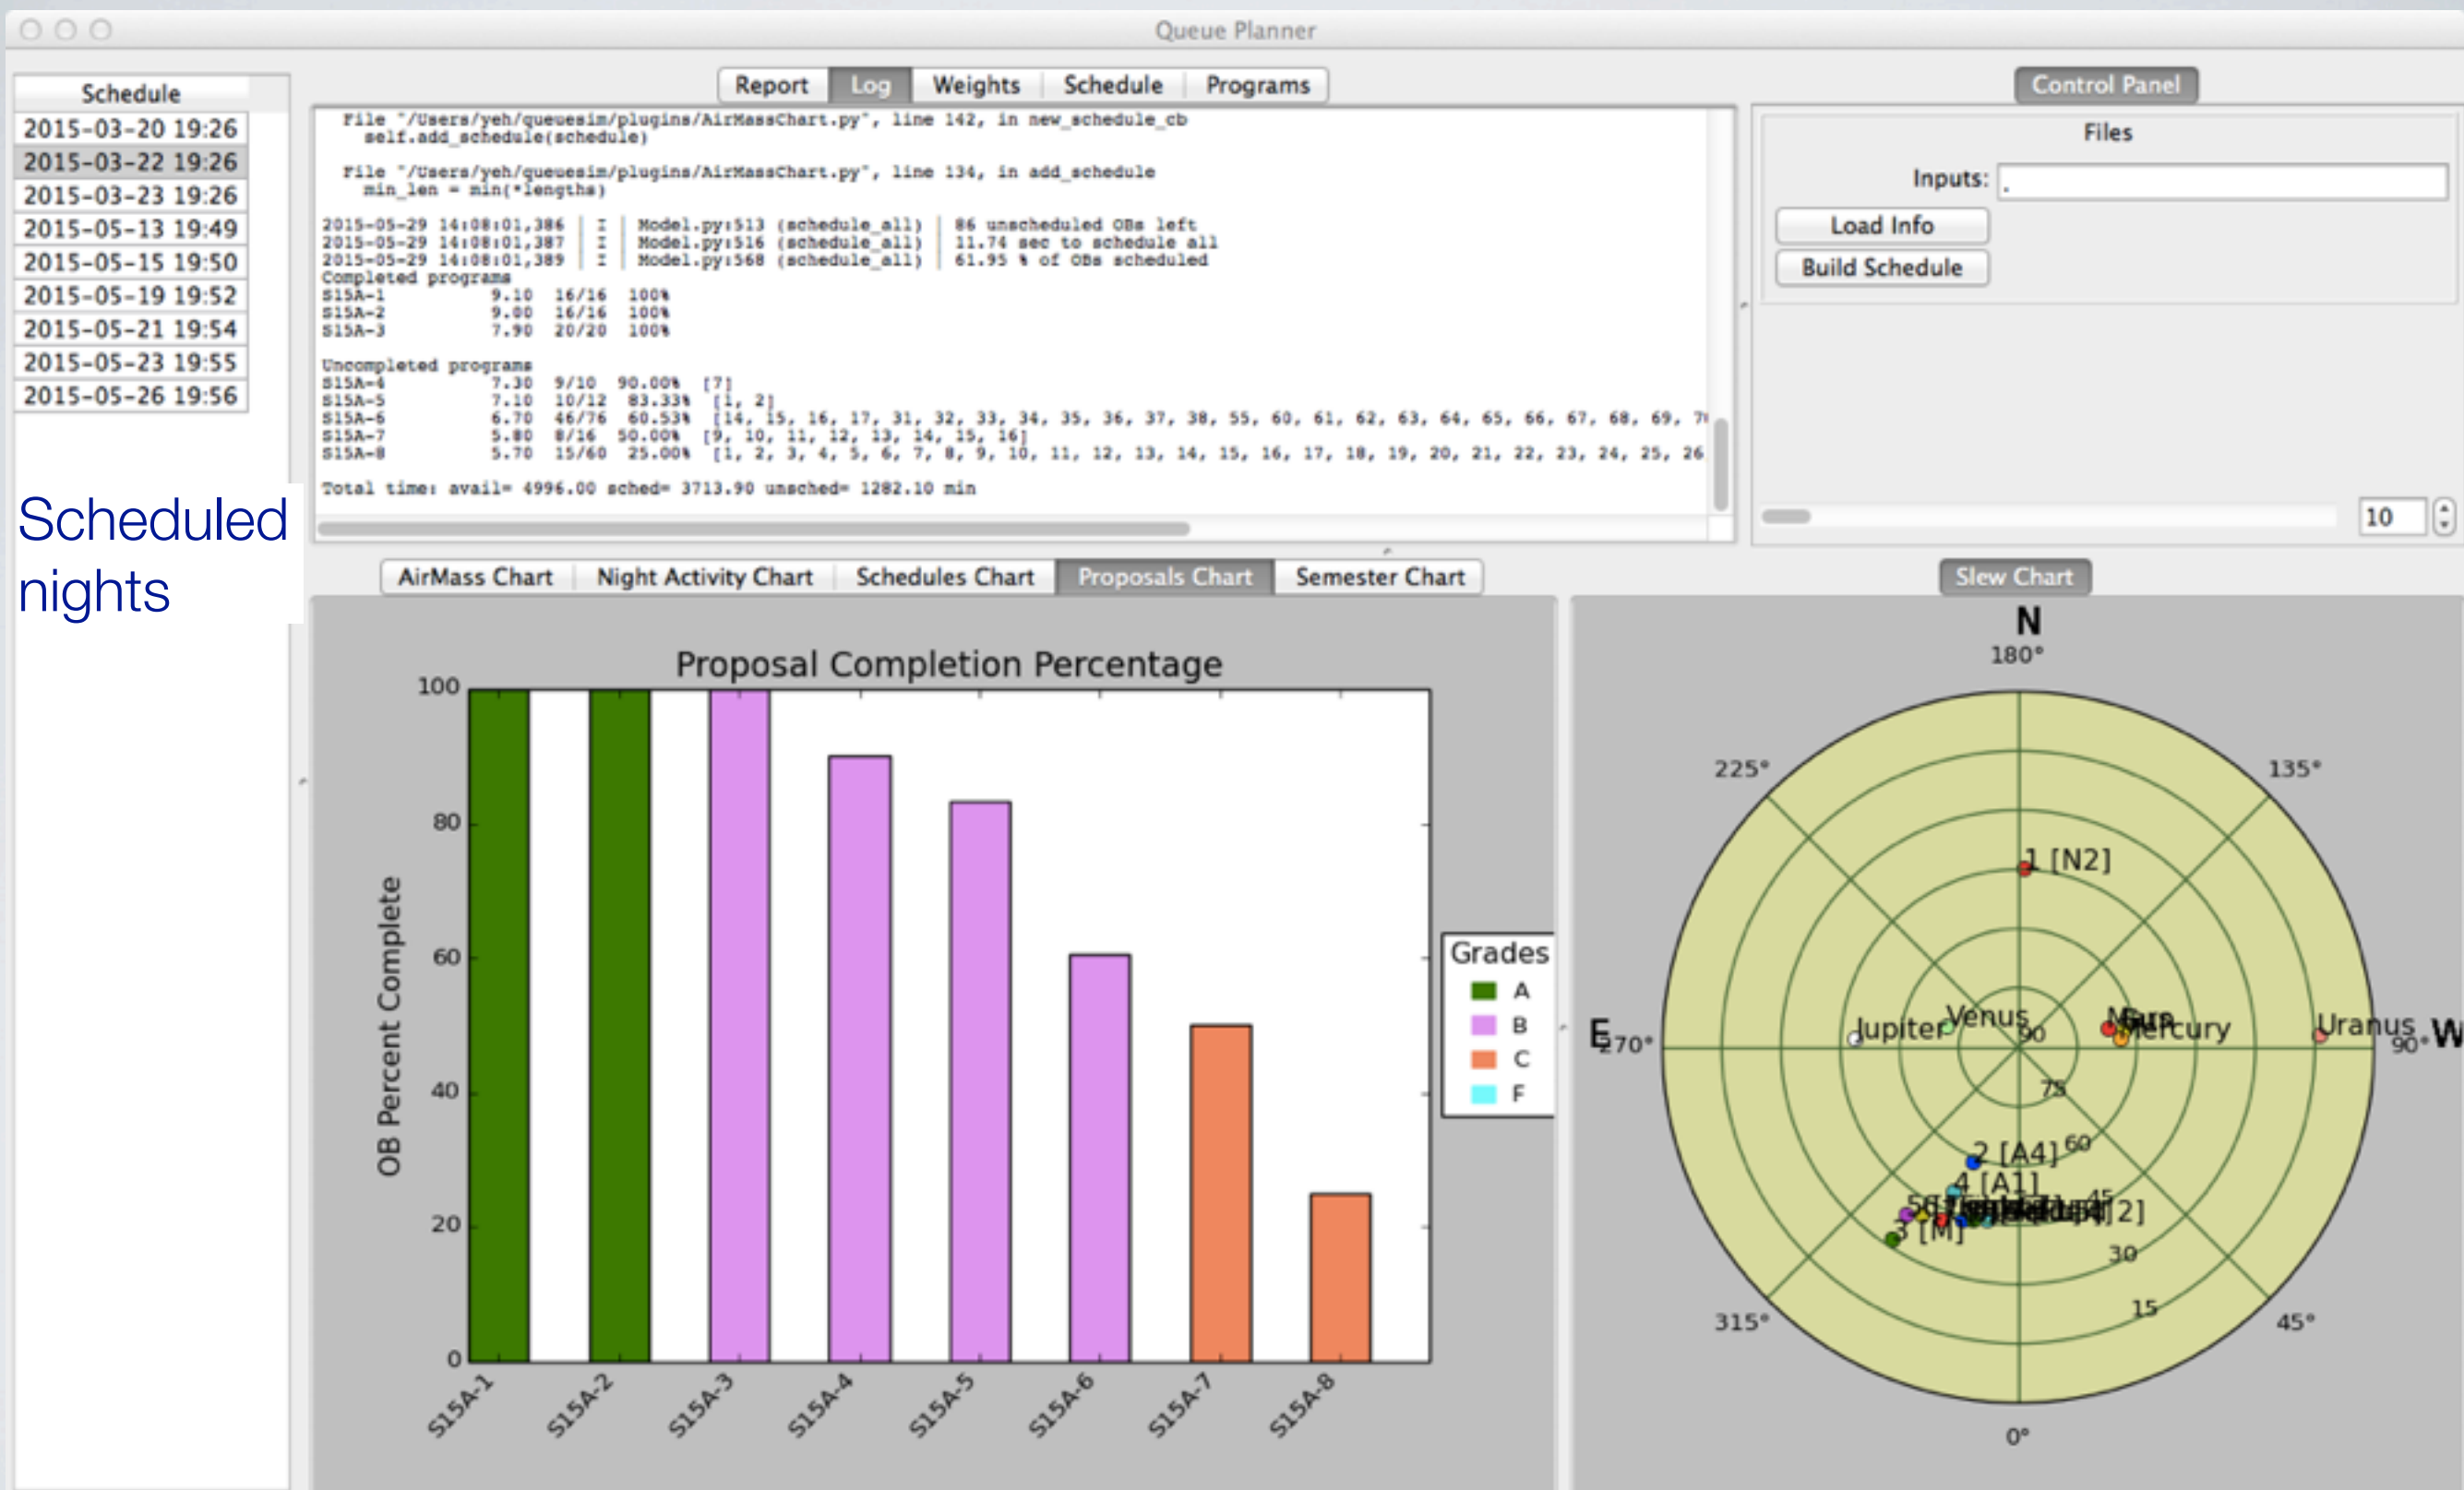 Queue Planner
Schedule
2015-03-20 19:26
2015-03-22 19:26
2015-03-23 19:26
2015-05-13 19:49
2015-05-15 19:50
2015-05-19 19:52
2015-05-21 19:54
2015-05-23 19:55
2015-05-26 19:56
Scheduled
nights
Report Log Weights Schedule Programs
File "/Users/yeh/queuesim/plugins/AirMassChart.py", line 142, in new_schedule_cb
self.add_schedule(schedule)
File "/Users/yeh/queuesim/plugins/AirMassChart.py", line 134, in add_schedule
min_len = min(*lengths)
2015-05-29 14:08:01,386 | I | Model.py:513 (schedule_all) | 86 unscheduled OBs left
2015-05-29 14:08:01,387 | I | Model.py:516 (schedule_all) | 11.74 sec to schedule all
2015-05-29 14:08:01,389 | I | Model.py:568 (schedule_all) | 61.95 % of OBs scheduled
Completed programs
S15A-1 9.10 16/16 100%
S15A-2 9.00 16/16 100%
S15A-3 7.90 20/20 100%
Uncompleted programs
S15A-4 7.30 9/10 90.00% [7]
S15A-5 7.10 10/12 83.33% [1, 2]
S15A-6 6.70 46/76 60.53% [14, 15, 16, 17, 31, 32, 33, 34, 35, 36, 37, 38, 55, 60, 61, 62, 63, 64, 65, 66, 67, 68, 69,
S15A-7 5.80 8/16 50.00% [9, 10, 11, 12, 13, 14, 15, 16]
S15A-8 5.70 15/60 25.00% [1, 2, 3, 4, 5, 6, 7, 8, 9, 10, 11, 12, 13, 14, 15, 16, 17, 18, 19, 20, 21, 22, 23, 24, 25, 26
Total time: avail= 4996.00 sched= 3713.90 unsched= 1282.10 min
Control Panel
Files
Inputs: .
Load Info
Build Schedule
10
AirMass Chart Night Activity Chart Schedules Chart Proposals Chart Semester Chart
Proposal Completion Percentage
OB Percent Complete
100
80
60
40
20
0
S15A-1 S15A-2 S15A-3 S15A-4 S15A-5 S15A-6 S15A-7 S15A-8
Grades
A
B
C
F
Slew Chart
N
180°
225° 135°
1 [N2]
E 270° Jupiter Venus 90 Mercury Uranus 90° W
75
60
2 [A4]
4 [A1]
45
3 [M]
30
15
315° 45°
0°